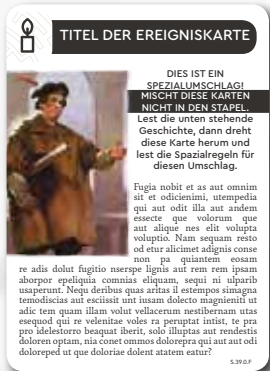 TITEL DER EREIGNISKARTE
DIES IST EIN
SPEZIALUMSCHLAG!
MISCHT DIESE KARTEN
NICHT IN DEN STAPEL.
Lest die unten stehende
Geschichte, dann dreht
diese Karte herum und
lest die Spazialregeln für
diesen Umschlag.
Fugia nobit et as aut omnim
sit et odicienimi, utempedia
qui aut odit illa aut andem
essecte que volorum que
aut alique nes elit volupta
voluptio. Nam sequam resto
od etur alicimet adignis conse
non pa quiantem eosam
re adis dolut fugitio nserspe lignis aut rem rem ipsam
aborpor epeliquia comnias eliquam, sequi ni ulparib
usaperunt. Nequ deribus quas aritas il estempos simagna
temodiscias aut esciissit unt iusam dolecto magnieniti ut
adic tem quam illam volut vellacerum nestibernam utas
esequod qui re velenitae voles ra peruptat intist, te pra
pro idelestorro beaquat iberit, solo illuptas aut rendestis
doloren optam, nia conet ommos dolorepra qui aut aut odi
doloreped ut que doloriae dolent atatem eatur?
S.39.0.F